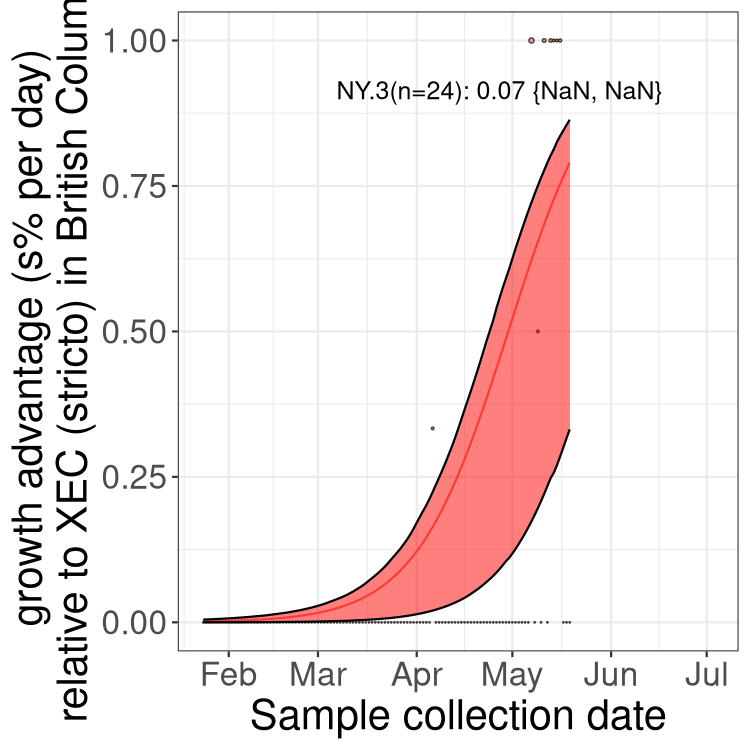 growth advantage (s% per day)
relative to XEC (stricto) in British Colum
1.00
0.75
0.50
0.25
0.00
NY.3(n=24): 0.07 {NaN, NaN}
Feb Mar Apr May Jun Jul
Sample collection date